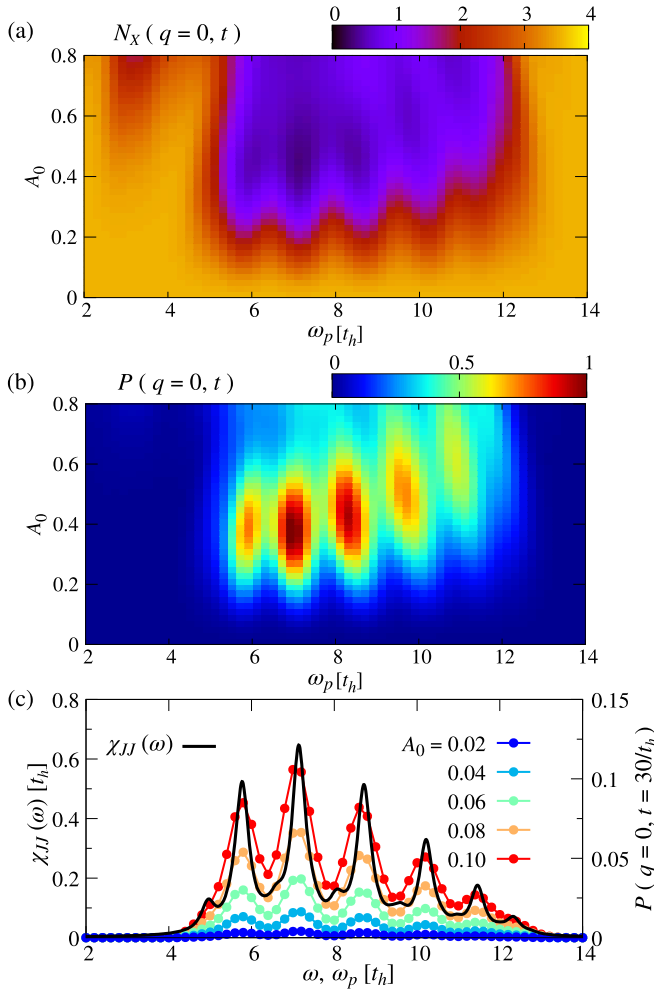 (a) N_X ( q = 0, t)
0 1 2 3 4
0.8
0.6
0.4
0.2
0
A_0
2 4 6 8 10 12 14
ω_p [t_h]
(b) P ( q = 0, t)
0 0.5 1
0.8
0.6
0.4
0.2
0
A_0
2 4 6 8 10 12 14
ω_p [t_h]
(c)
0.8
0.6
0.4
0.2
0
χ_JJ (ω) [t_h]
χ_JJ (ω)
A_0 = 0.02
0.04
0.06
0.08
0.10
0.15
0.10
0.05
0
P ( q = 0, t = 30/t_h)
2 4 6 8 10 12 14
ω, ω_p [t_h]